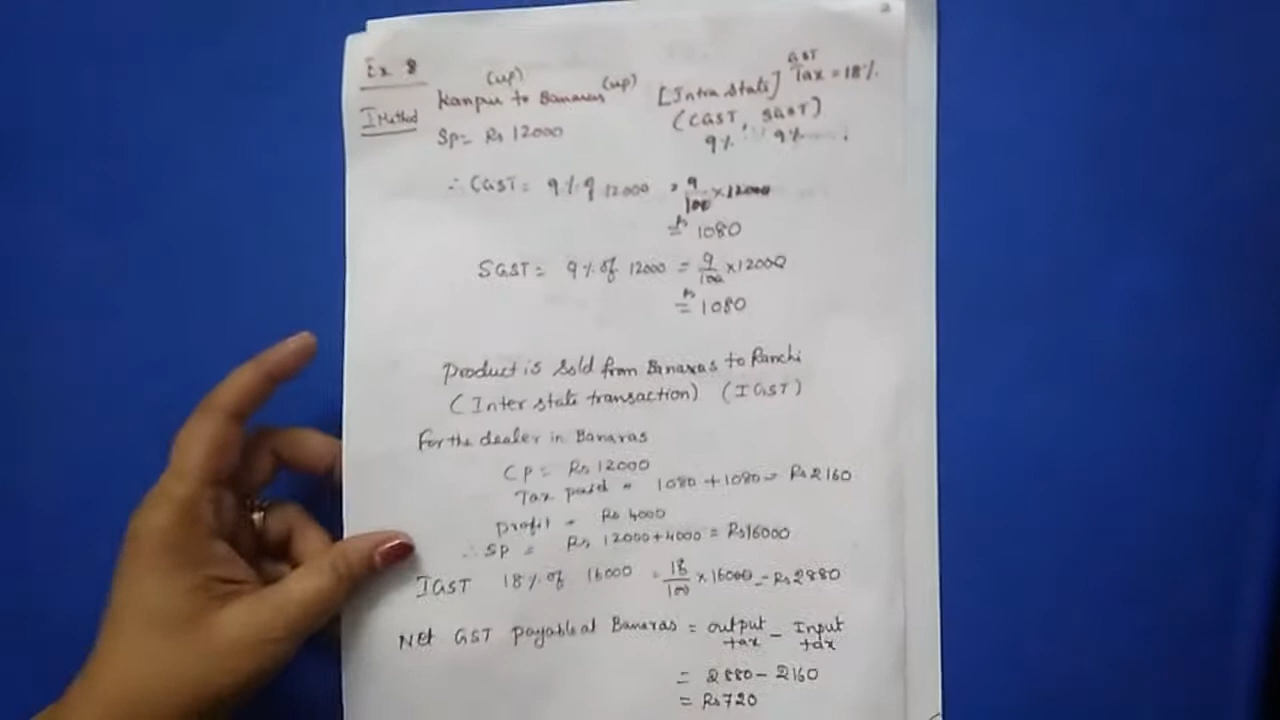 Ex 8
GST
(up) (up) [Intra state] Tax = 18%
I Method Kanpur to Banaras
(CGST, SGST)
Sp = Rs 12000
9% 9%
∴ CGST = 9% of 12000 = 9/100 × 12000
= Rs 1080
SGST = 9% of 12000 = 9/100 × 12000
= Rs 1080
Product is sold from Banaras to Ranchi
(Inter state transaction) (IGST)
For the dealer in Banaras
CP = Rs 12000
Tax paid = 1080 + 1080 = Rs 2160
profit = Rs 4000
∴ SP = Rs 12000 + 4000 = Rs 16000
IGST 18% of 16000 = 18/100 × 16000 = Rs 2880
Net GST payable at Banaras = output tax - Input tax
= 2880 - 2160
= Rs 720